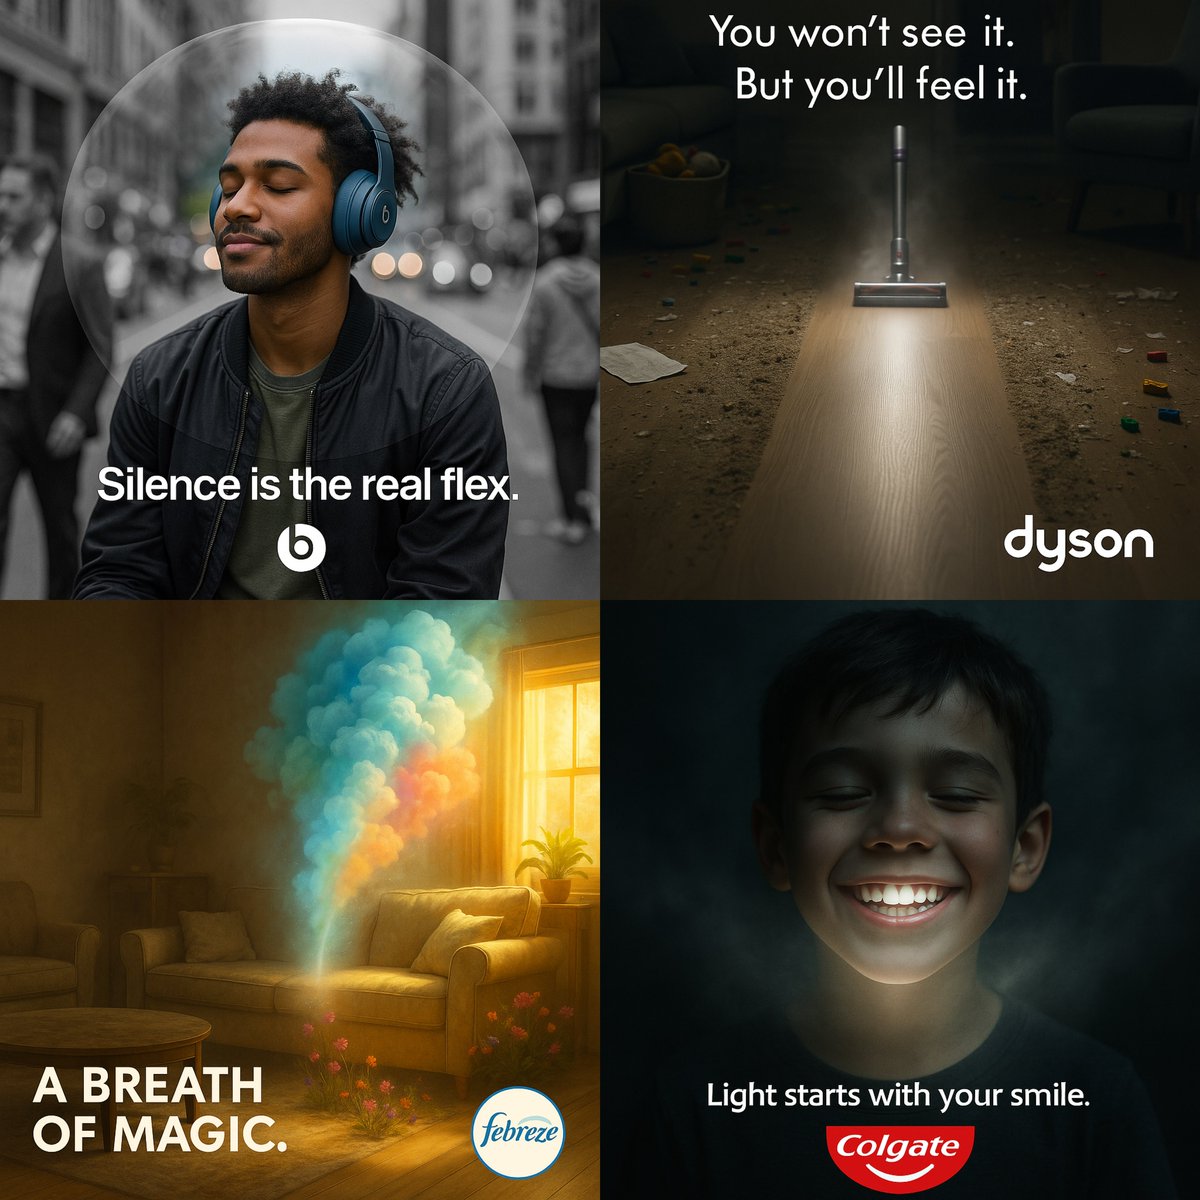 Silence is the real flex.
b
You won't see it.
But you'll feel it.
dyson
A BREATH
OF MAGIC.
febreze
Light starts with your smile.
Colgate